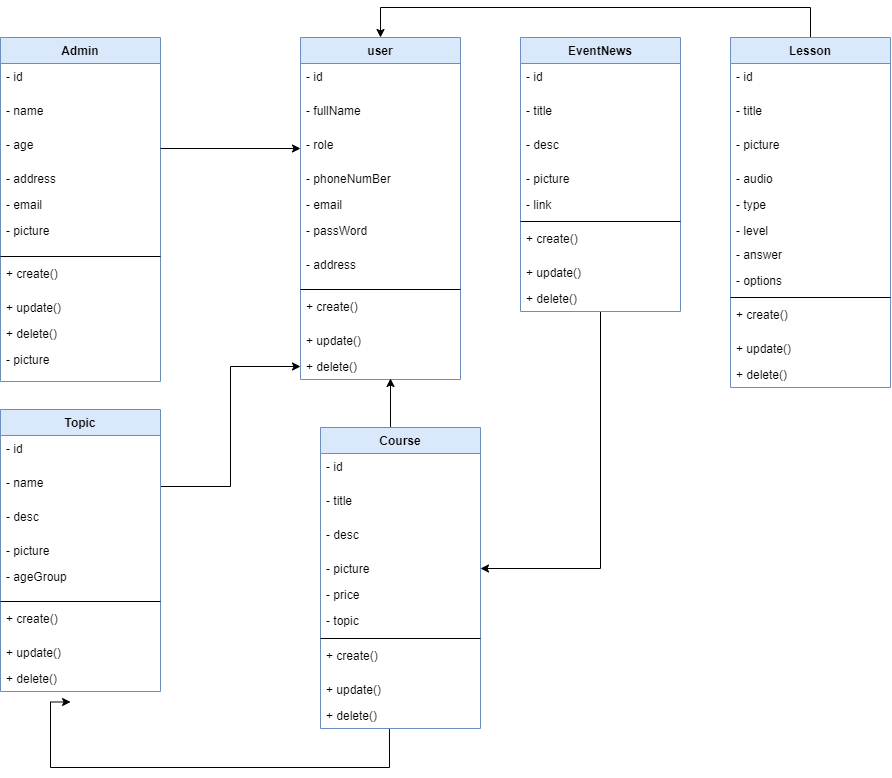 Admin
- id
- name
- age
- address
- email
- picture
+ create()
+ update()
+ delete()
- picture
user
- id
- fullName
- role
- phoneNumBer
- email
- passWord
- address
+ create()
+ update()
+ delete()
EventNews
- id
- title
- desc
- picture
- link
+ create()
+ update()
+ delete()
Lesson
- id
- title
- picture
- audio
- type
- level
- answer
- options
+ create()
+ update()
+ delete()
Topic
- id
- name
- desc
- picture
- ageGroup
+ create()
+ update()
+ delete()
Course
- id
- title
- desc
- picture
- price
- topic
+ create()
+ update()
+ delete()